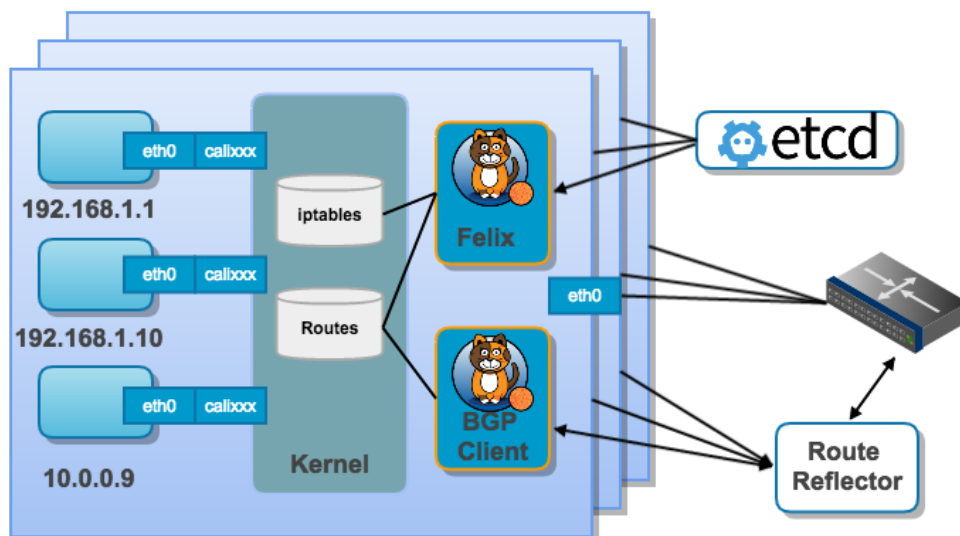 eth0 calixxx
192.168.1.1
eth0 calixxx
192.168.1.10
eth0 calixxx
10.0.0.9
iptables
Routes
Kernel
Felix
BGP
Client
eth0
etcd
Route
Reflector